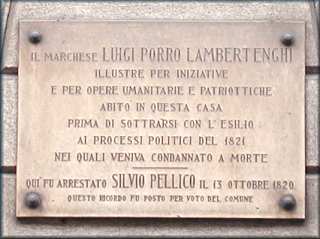 IL MARCHESE LUIGI PORRO LAMBERTENGHI
ILLUSTRE PER INIZIATIVE
E PER OPERE UMANITARIE E PATRIOTTICHE
ABITO IN QUESTA CASA
PRIMA DI SOTTRARSI CON L'ESILIO
AI PROCESSI POLITICI DEL 1821
NEI QUALI VENIVA CONDANNATO A MORTE
QUI FU ARRESTATO SILVIO PELLICO IL 13 OTTOBRE 1820
QUESTO RICORDO FU POSTO PER VOTO DEL COMUNE